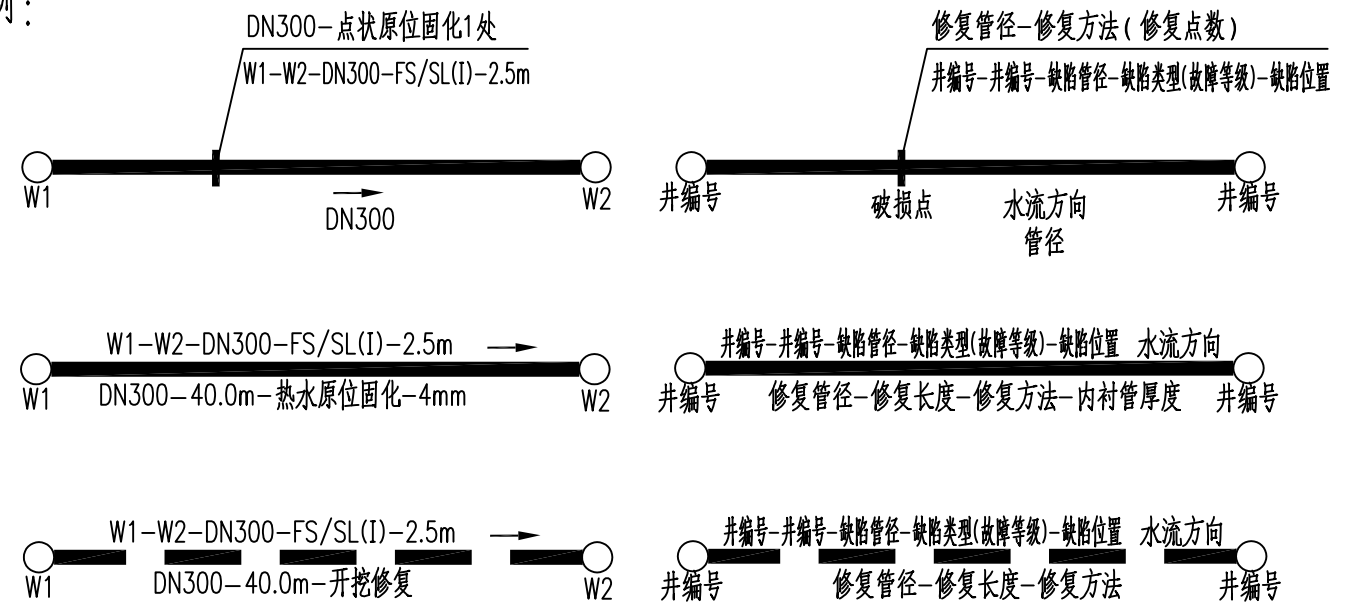 DN300-点状原位固化1处
W1-W2-DN300-FS/SL(I)-2.5m
W1
W2
DN300
修复管径-修复方法(修复点数)
井编号-井编号-缺陷管径-缺陷类型(故障等级)-缺陷位置
井编号
破损点
水流方向
管径
井编号
W1-W2-DN300-FS/SL(I)-2.5m
W1
DN300-40.0m-热水原位固化-4mm
W2
井编号-井编号-缺陷管径-缺陷类型(故障等级)-缺陷位置 水流方向
井编号
修复管径-修复长度-修复方法-内衬管厚度
井编号
W1-W2-DN300-FS/SL(I)-2.5m
W1
DN300-40.0m-开挖修复
W2
井编号-井编号-缺陷管径-缺陷类型(故障等级)-缺陷位置 水流方向
井编号
修复管径-修复长度-修复方法
井编号